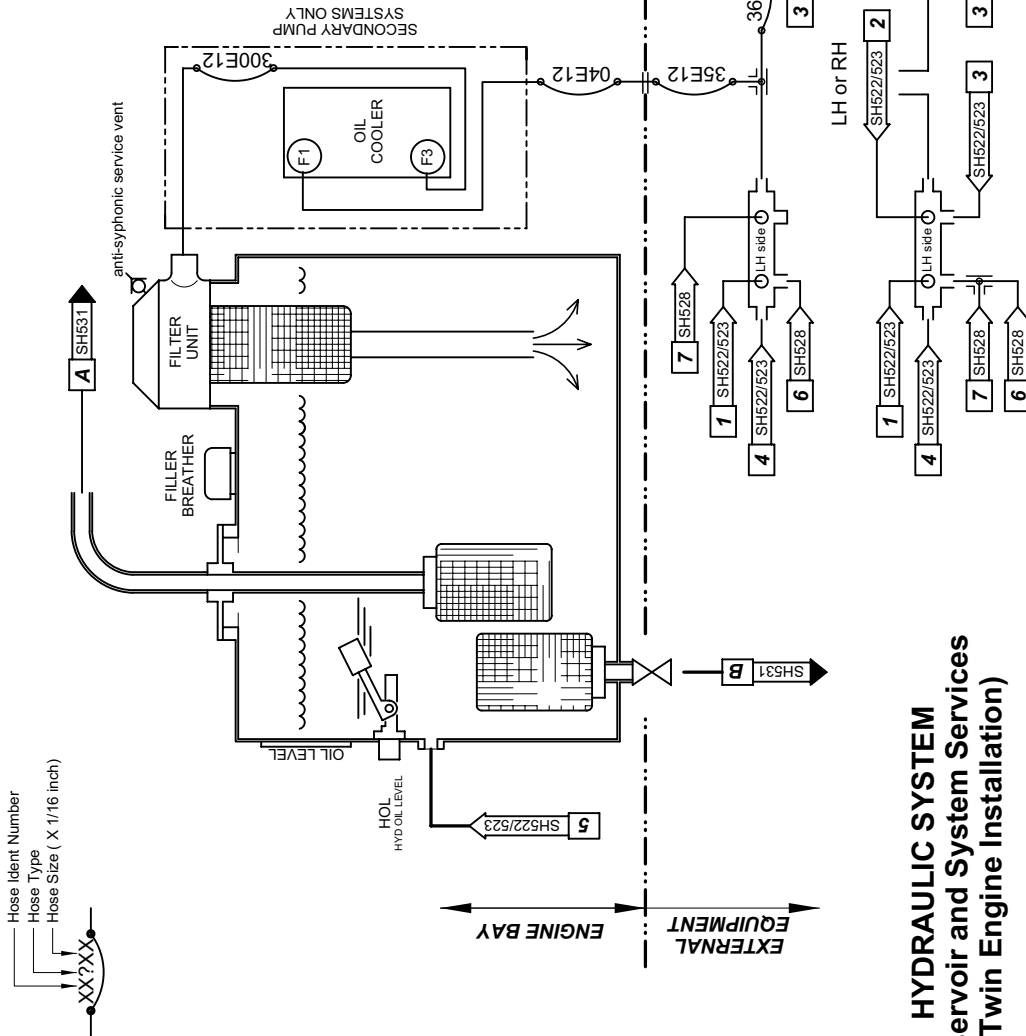 Hose Ident Number
Hose Type
Hose Size ( X 1/16 inch)
XX?XX
SECONDARY PUMP
SYSTEMS ONLY
300E12
anti-syphonic service vent
OIL
COOLER
F1
F3
04E12
35E12
36
A
SH531
FILTER
UNIT
FILLER
BREATHER
OIL LEVEL
HOL
HYD OIL LEVEL
5
SH522/523
B
SH531
ENGINE BAY
EXTERNAL
EQUIPMENT
7
SH528
1
SH522/523
4
SH522/523
6
SH528
LH side
3
LH or RH
2
SH522/523
3
3
SH522/523
LH side
1
SH522/523
4
SH522/523
7
SH528
6
SH528
HYDRAULIC SYSTEM
ervoir and System Services
Twin Engine Installation)